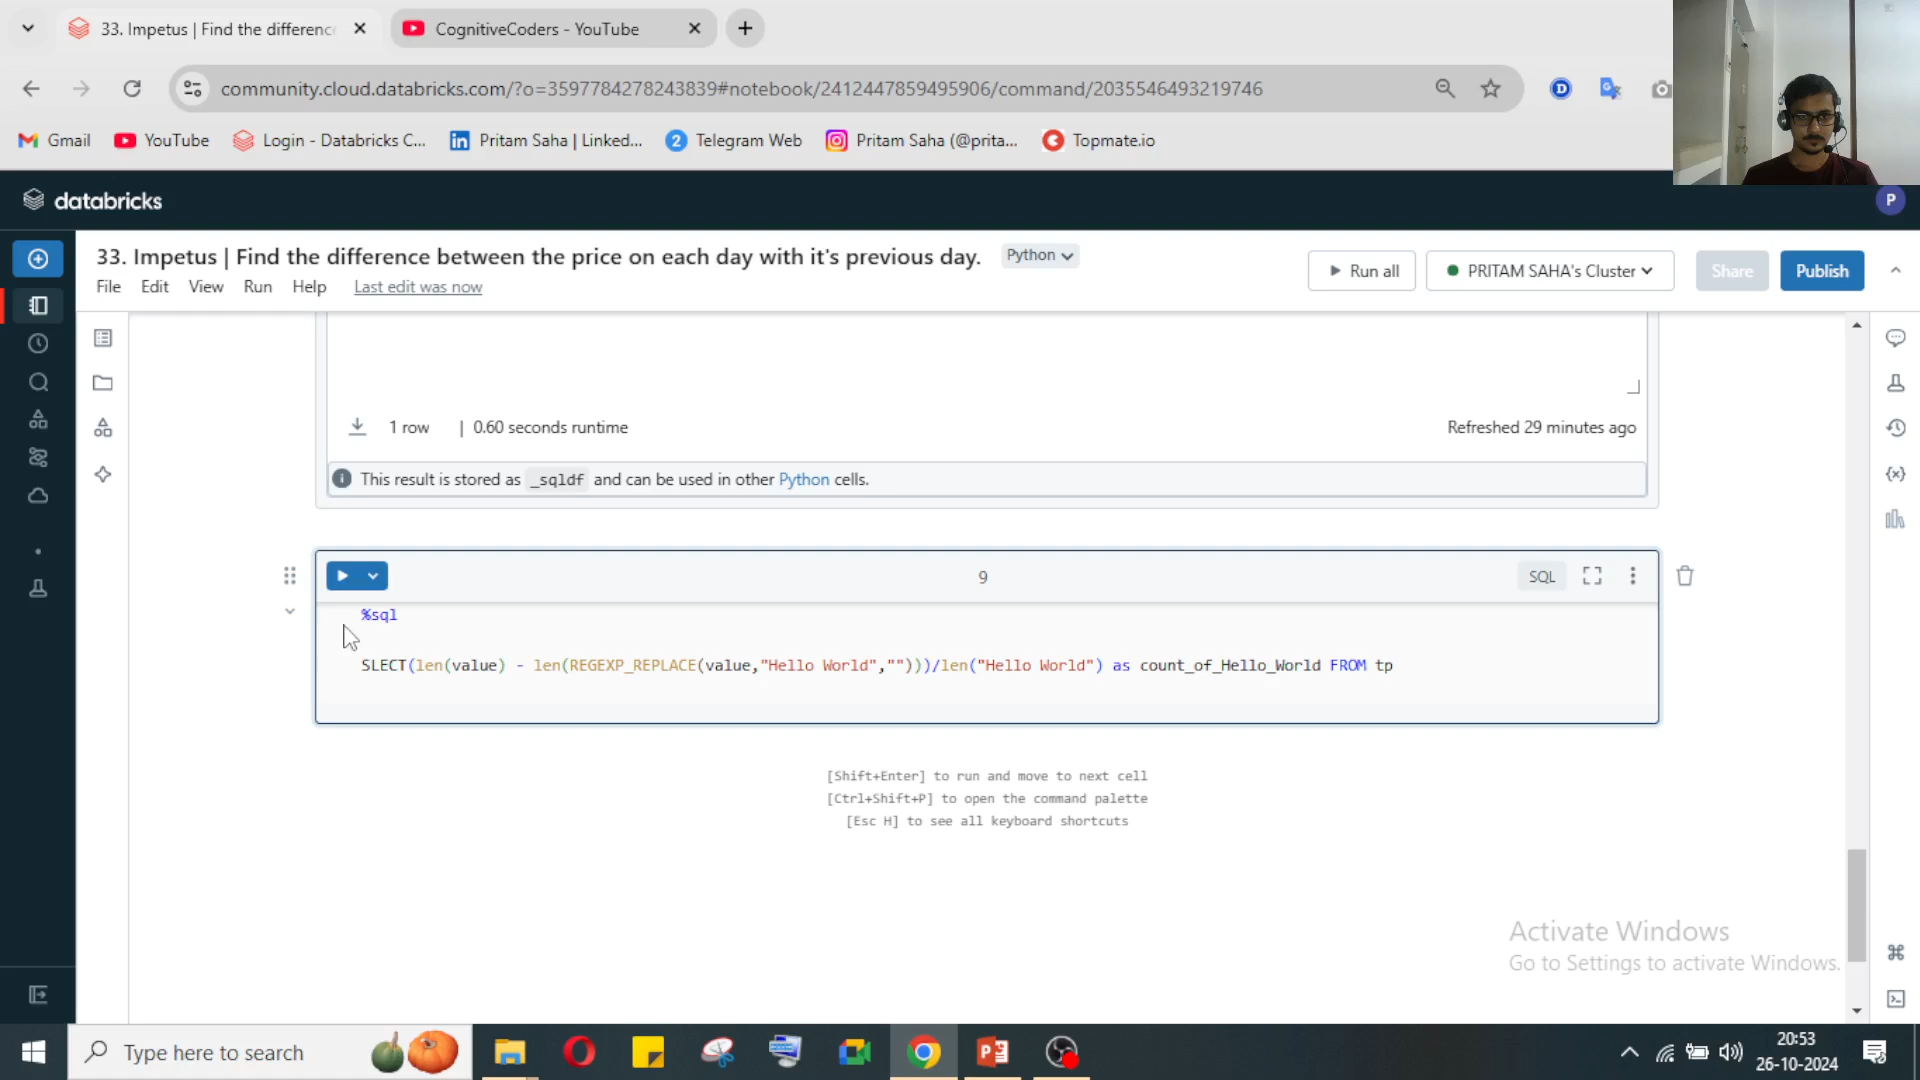 33. Impetus | Find the difference
CognitiveCoders - YouTube
community.cloud.databricks.com/?o=3597784278243839#notebook/2412447859495906/command/2035546493219746
Gmail
YouTube
Login - Databricks C...
Pritam Saha | Linked...
2
Telegram Web
Pritam Saha (@prita...
Topmate.io
databricks
P
33. Impetus | Find the difference between the price on each day with it's previous day.
Python
Run all
PRITAM SAHA's Cluster
Share
Publish
File Edit View Run Help Last edit was now
1 row | 0.60 seconds runtime
Refreshed 29 minutes ago
This result is stored as _sqldf and can be used in other Python cells.
9
SQL
%sql
SLECT(len(value) - len(REGEXP_REPLACE(value,"Hello World","")))/len("Hello World") as count_of_Hello_World FROM tp
[Shift+Enter] to run and move to next cell
[Ctrl+Shift+P] to open the command palette
[Esc H] to see all keyboard shortcuts
Activate Windows
Go to Settings to activate Windows.
Type here to search
20:53
26-10-2024